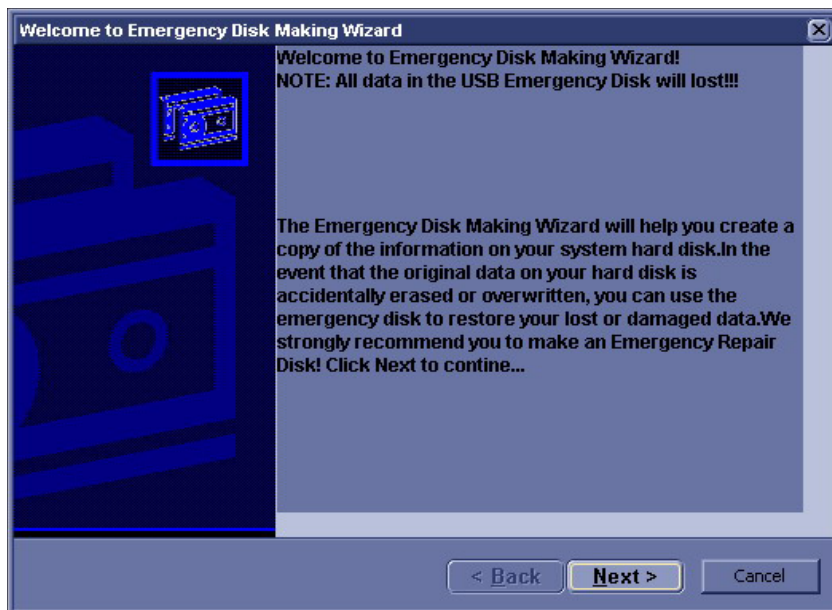 Welcome to Emergency Disk Making Wizard
Welcome to Emergency Disk Making Wizard!
NOTE: All data in the USB Emergency Disk will lost!!!
The Emergency Disk Making Wizard will help you create a
copy of the information on your system hard disk.In the
event that the original data on your hard disk is
accidentally erased or overwritten, you can use the
emergency disk to restore your lost or damaged data.We
strongly recommend you to make an Emergency Repair
Disk! Click Next to contine...
< Back Next > Cancel